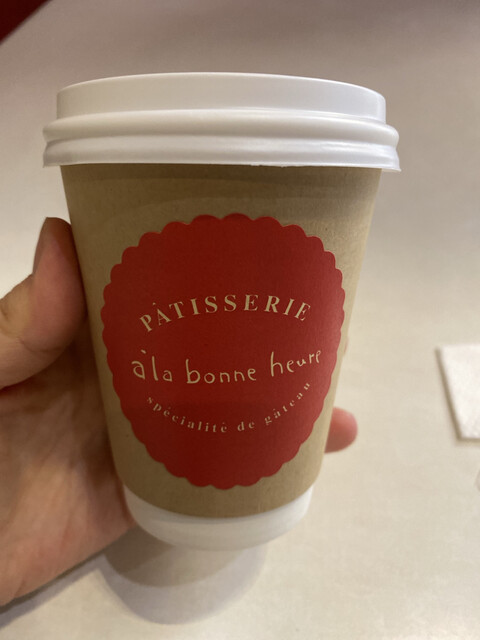 PÂTISSERIE
à la bonne heure
spécialité de gâteau